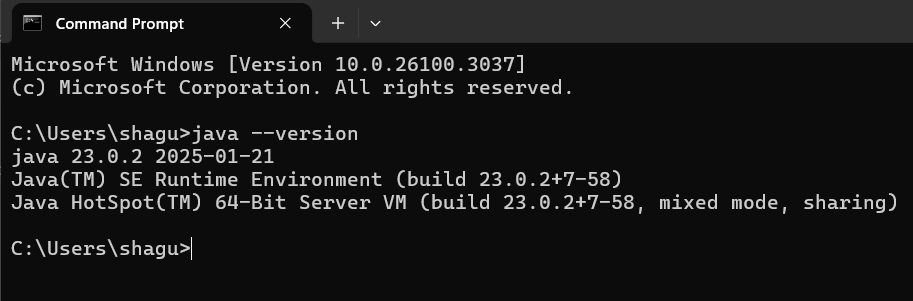 Command Prompt
Microsoft Windows [Version 10.0.26100.3037]
(c) Microsoft Corporation. All rights reserved.
C:\Users\shagu>java --version
java 23.0.2 2025-01-21
Java(TM) SE Runtime Environment (build 23.0.2+7-58)
Java HotSpot(TM) 64-Bit Server VM (build 23.0.2+7-58, mixed mode, sharing)
C:\Users\shagu>